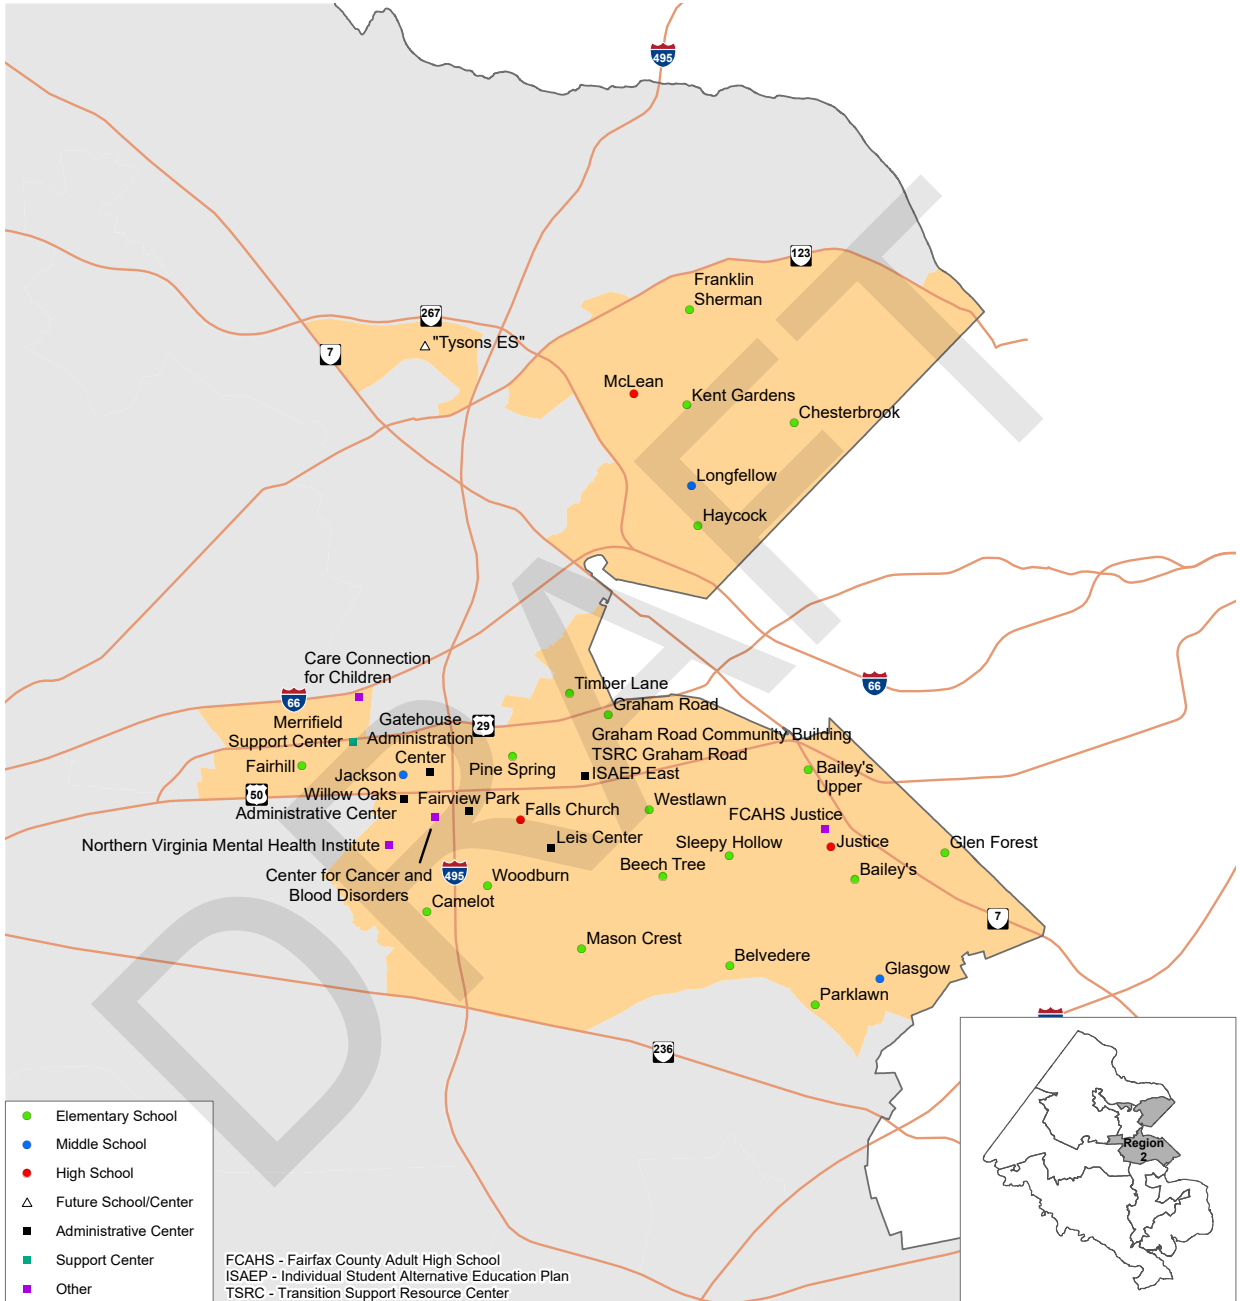 495
123
Franklin
Sherman
267
7
"Tysons ES"
McLean
Kent Gardens
Chesterbrook
Longfellow
Haycock
Care Connection
for Children
66
66
Timber Lane
Graham Road
Merrifield
Support Center
Gatehouse
Administration
Center
29
Graham Road Community Building
TSRC Graham Road
ISAEP East
Fairhill
Jackson
Pine Spring
Bailey's
Upper
50
Willow Oaks
Administrative Center
Fairview Park
Falls Church
Westlawn
FCAHS Justice
Justice
Northern Virginia Mental Health Institute
Leis Center
Sleepy Hollow
Glen Forest
Center for Cancer and
Blood Disorders
495
Woodburn
Beech Tree
Bailey's
Camelot
7
Mason Crest
Belvedere
Glasgow
Parklawn
236
DRAFT
Region
2
Elementary School
Middle School
High School
Future School/Center
Administrative Center
Support Center
Other
FCAHS - Fairfax County Adult High School
ISAEP - Individual Student Alternative Education Plan
TSRC - Transition Support Resource Center